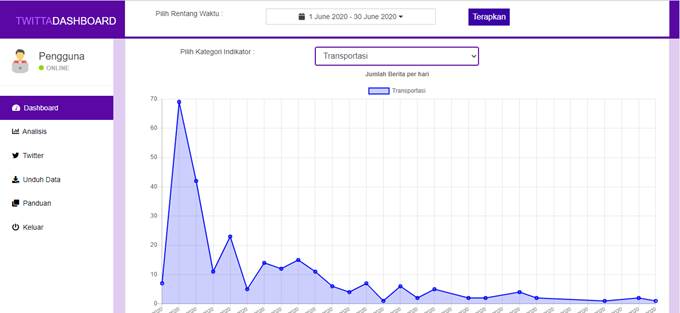 TWITTADASHBOARD
Pilih Rentang Waktu :
1 June 2020 - 30 June 2020
Terapkan
Pengguna
ONLINE
Dashboard
Analisis
Twitter
Unduh Data
Panduan
Keluar
Pilih Kategori Indikator :
Transportasi
Jumlah Berita per hari
Transportasi
70
60
50
40
30
20
10
0